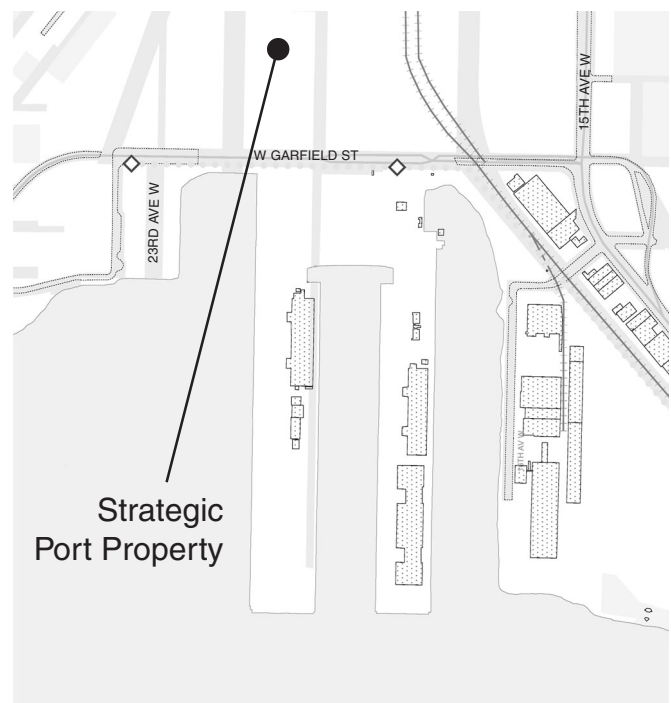 15TH AVE W
W GARFIELD ST
23RD AVE W
Strategic
Port Property